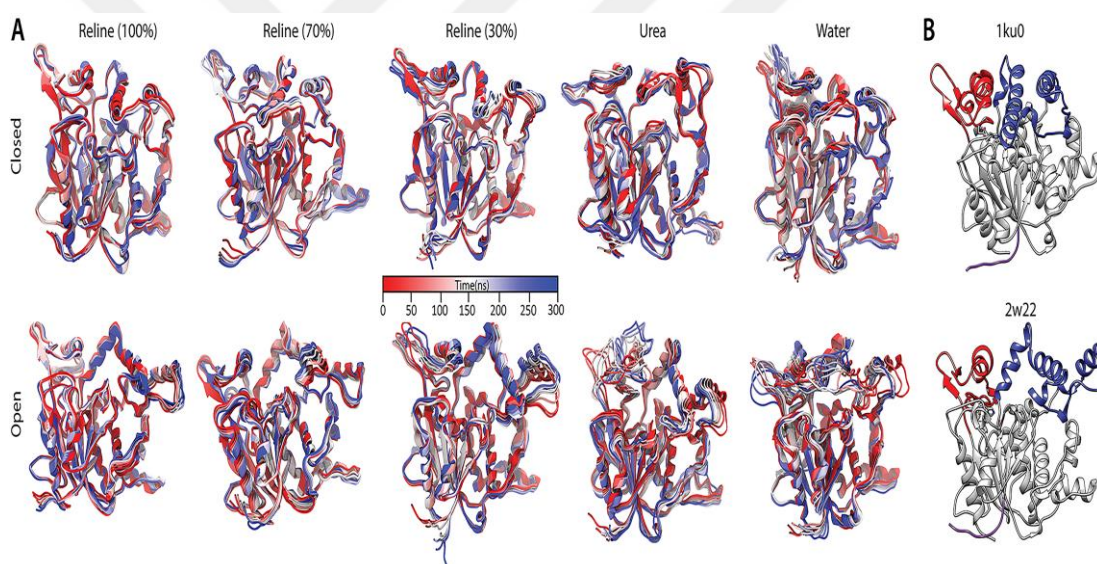 A Reline (100%) Reline (70%) Reline (30%) Urea Water B 1ku0
Closed
Time(ns)
0 50 100 150 200 250 300
2w22
Open